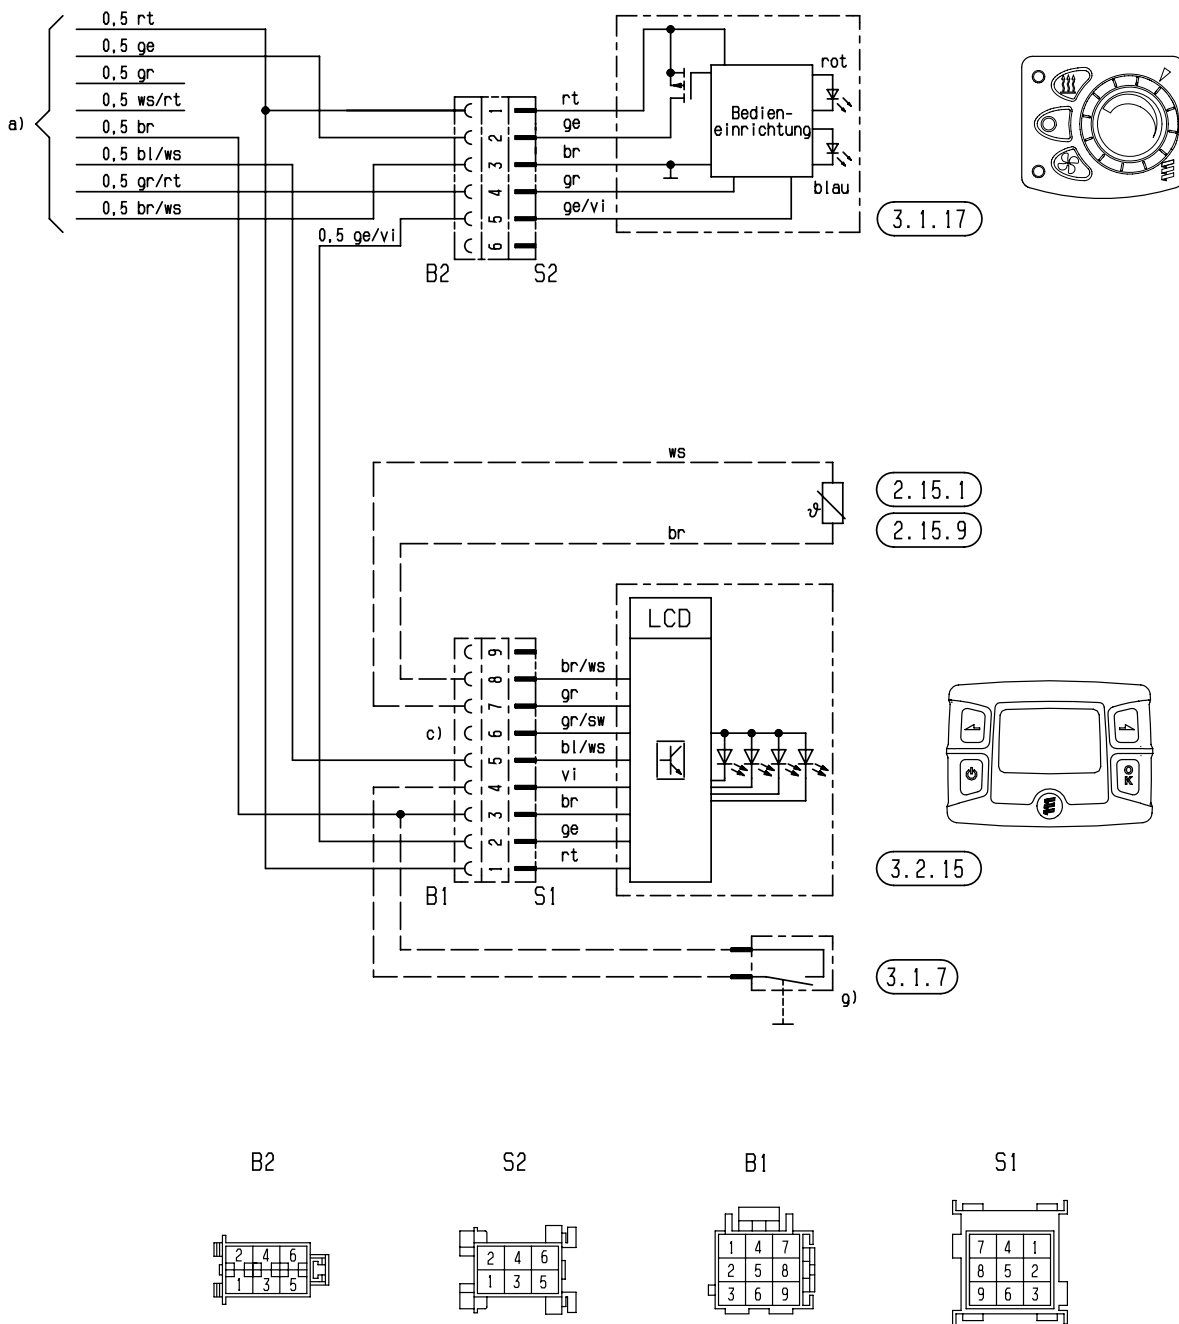 0,5 rt
0,5 ge
0,5 gr
0,5 ws/rt
a)
0,5 br
0,5 bl/ws
0,5 gr/rt
0,5 br/ws
0,5 ge/vi
1
2
3
4
5
6
B2
S2
rt
ge
br
gr
ge/vi
Bedien-
einrichtung
rot
blau
3.1.17
ws
br
2.15.1
2.15.9
ϑ
LCD
9
8
7
6
5
4
3
2
1
c)
br/ws
gr
gr/sw
bl/ws
vi
br
ge
rt
B1
S1
OK
3.2.15
3.1.7
g)
B2
S2
B1
S1
2 4 6
1 3 5
2 4 6
1 3 5
1 4 7
2 5 8
3 6 9
7 4 1
8 5 2
9 6 3